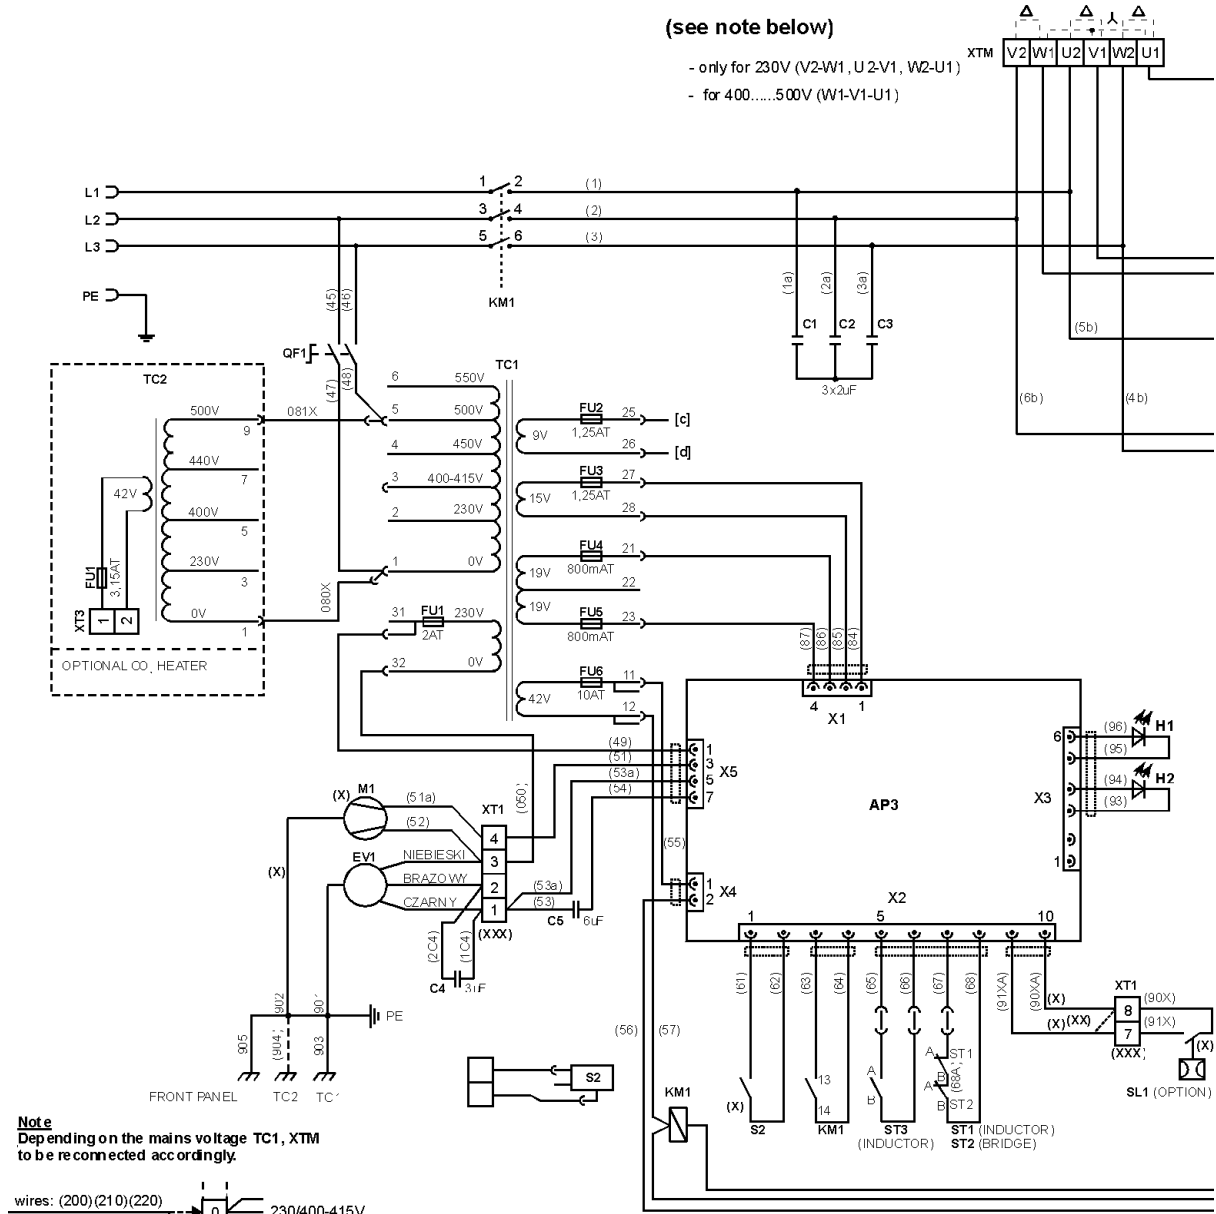 (see note below)
- only for 230V (V2-W1, U2-V1, W2-U1)
- for 400......500V (W1-V1-U1)
XTM
V2 W1 U2 V1 W2 U1
L1
1 2
(1)
L2
3 4
(2)
L3
5 6
(3)
PE
KM1
(45)
(46)
(1a)
(2a)
(3a)
C1
C2
C3
3x2uF
(5b)
(6b)
(4b)
QF1
(47)
(48)
TC2
500V
9
081X
440V
7
42V
400V
5
230V
3
0V
1
080X
FU1
3,15AT
XT3
1
2
OPTIONAL CO, HEATER
TC1
6
550V
5
500V
4
450V
3
400-415V
2
230V
1
0V
31
FU1
230V
2AT
32
0V
9V
FU2
25
[c]
1,25AT
26
[d]
15V
FU3
27
1,25AT
28
19V
FU4
21
800mAT
22
19V
FU5
23
800mAT
42V
FU6
11
10AT
12
(87)
(86)
(85)
(84)
4
1
X1
(49)
1
(51)
3
(53a)
5
(54)
7
X5
AP3
X3
6
(96)
H1
(95)
(94)
H2
(93)
1
(050)
(55)
M1
(X)
(51a)
(52)
XT1
4
3
2
1
(XXX)
EV1
NIEBIESKI
BRAZOWY
CZARNY
(X)
(53a)
(53)
C5
6uF
(2C4)
(1C4)
C4
3uF
1
2
X4
X2
1
5
10
(61)
(62)
(63)
(64)
(65)
(66)
(67)
(68)
(91XA)
(90XA)
(X)
(X)
(XX)
XT1
8
(90X)
7
(91X)
(XXX)
(X)
SL1 (OPTION)
902
PE
905
(904)
903
FRONT PANEL
TC2
(56)
(57)
S2
KM1
(X)
S2
13
14
KM1
A
B
ST3
(INDUCTOR)
A
ST1
B
(68A)
A
B
ST2
ST1 (INDUCTOR)
ST2 (BRIDGE)
Note
Depending on the mains voltage TC1, XTM
to be reconnected accordingly.
wires: (200)(210)(220)
0
230/400-415V